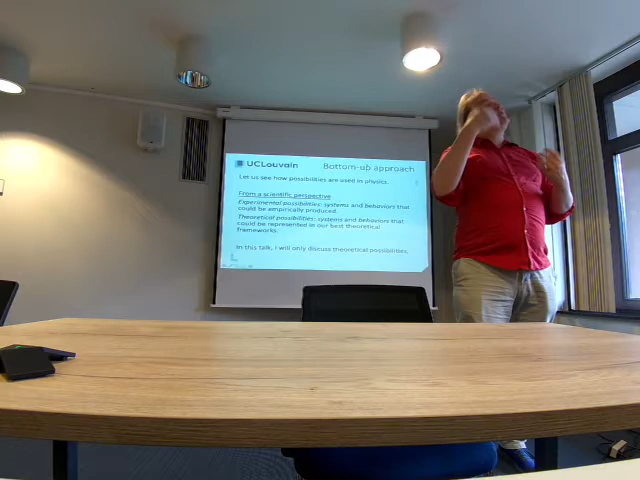 UCLouvain Bottom-up approach
Let us see how possibilities are used in physics.
From a scientific perspective
Experimental possibilities: systems and behaviors that
could be empirically produced.
Theoretical possibilities: systems and behaviors that
could be represented in our best theoretical
frameworks.
In this talk, I will only discuss theoretical possibilities.